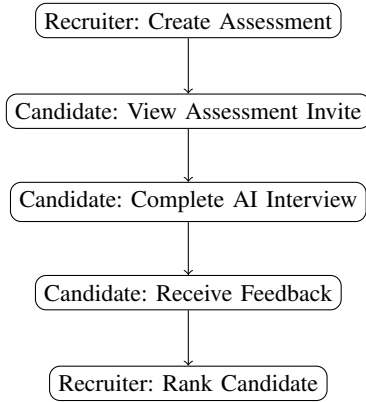 Recruiter: Create Assessment
Candidate: View Assessment Invite
Candidate: Complete AI Interview
Candidate: Receive Feedback
Recruiter: Rank Candidate